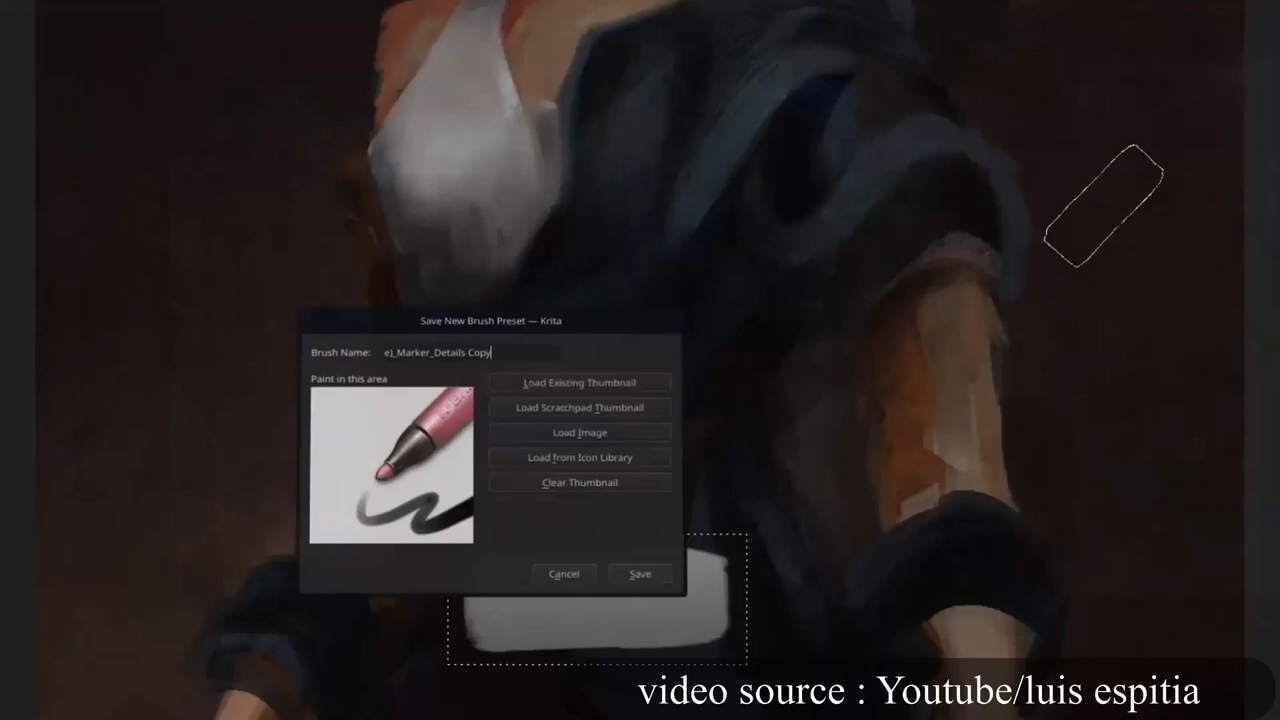 Save New Brush Preset — Krita
Brush Name: e)_Marker_Details Copy
Paint in this area
Load Existing Thumbnail
Load Scratchpad Thumbnail
Load Image
Load from Icon Library
Clear Thumbnail
Cancel Save
video source : Youtube/luis espitia